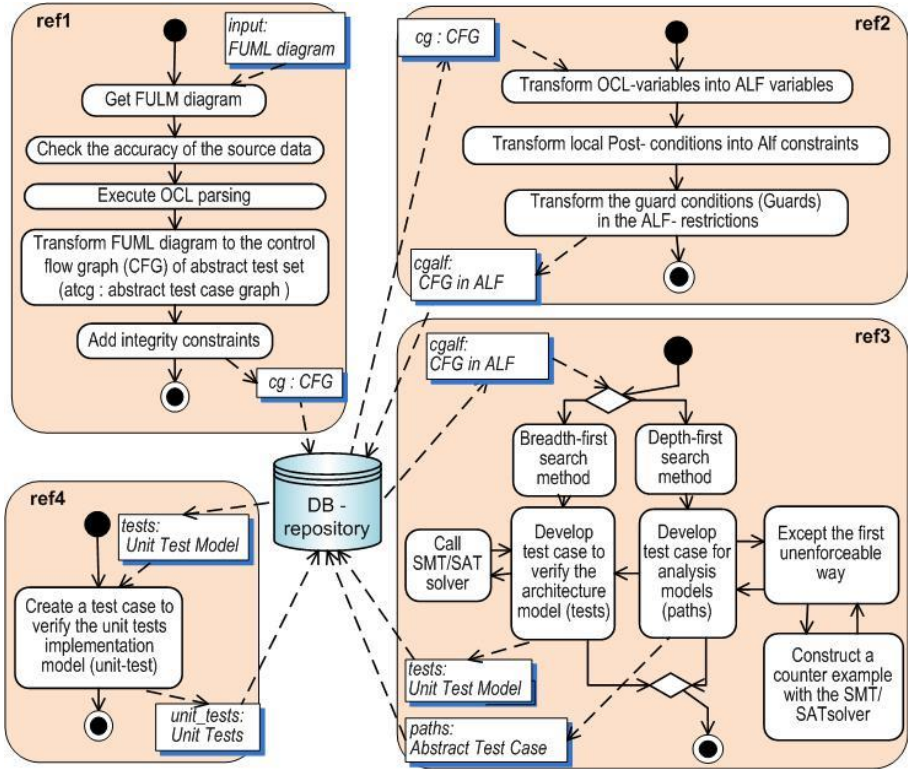 ref1
input:
FUML diagram
Get FULM diagram
Check the accuracy of the source data
Execute OCL parsing
Transform FUML diagram to the control
flow graph (CFG) of abstract test set
(atcg : abstract test case graph )
Add integrity constraints
cg : CFG
ref2
cg : CFG
Transform OCL-variables into ALF variables
Transform local Post- conditions into Alf constraints
Transform the guard conditions (Guards)
in the ALF- restrictions
cgalf:
CFG in ALF
ref3
cgalf:
CFG in ALF
Breadth-first
search
method
Depth-first
search
method
Call
SMT/SAT
solver
Develop
test case to
verify the
architecture
model (tests)
Develop
test case for
analysis
models
(paths)
Except the first
unenforceable
way
Construct a
counter example
with the SMT/
SATsolver
tests:
Unit Test Model
paths:
Abstract Test Case
DB -
repository
ref4
tests:
Unit Test Model
Create a test case to
verify the unit tests
implementation
model (unit-test)
unit_tests:
Unit Tests